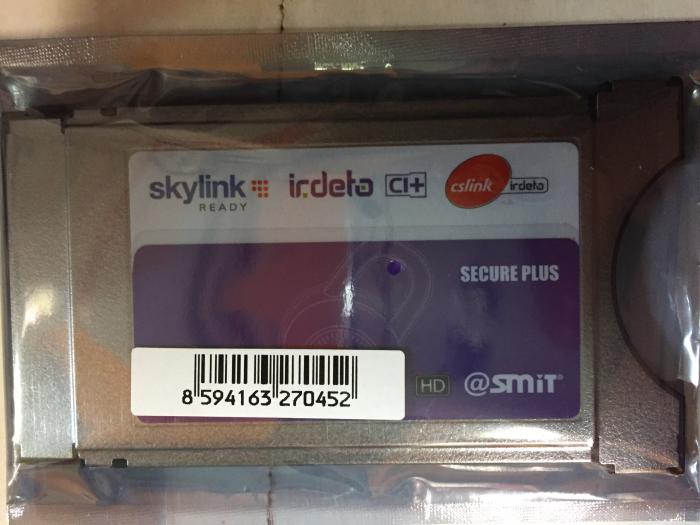 skylink irdeto CI+ cslink irdeto
READY
SECURE PLUS
8 594163 270452
HD @SMiT®